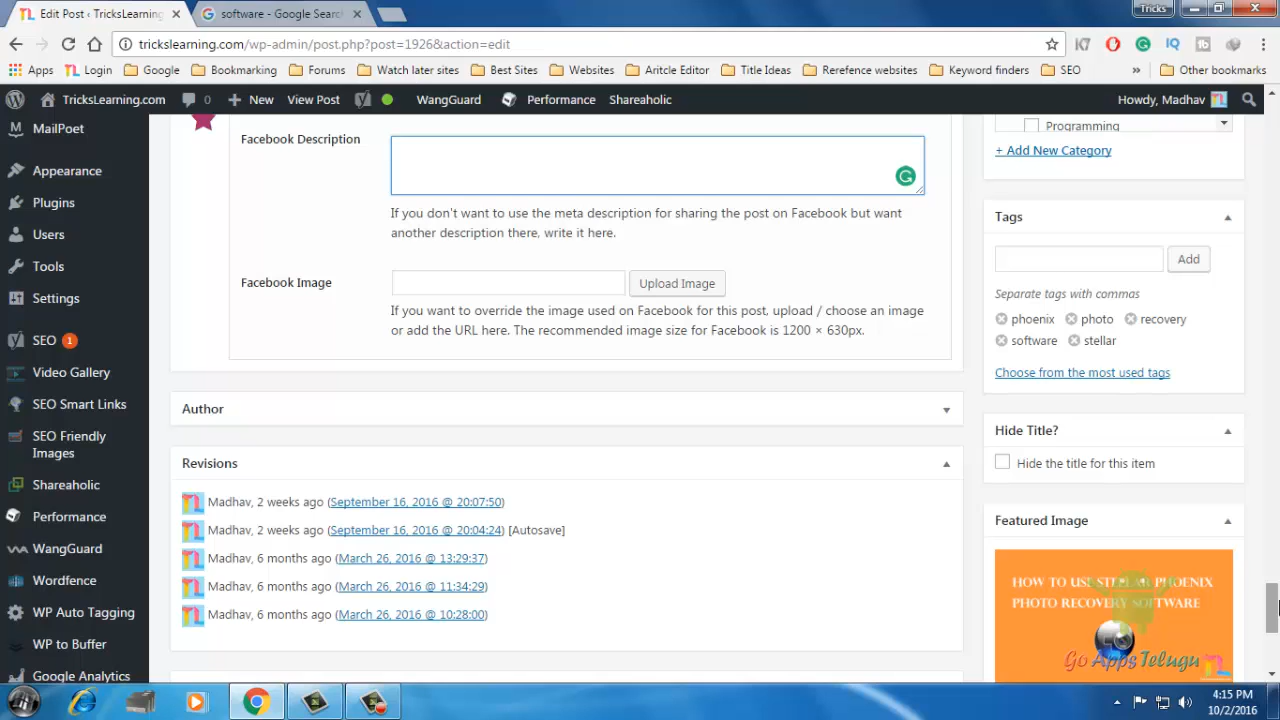 Edit Post ‹ TricksLearning.
software - Google Search
Tricks
trickslearning.com/wp-admin/post.php?post=1926&action=edit
Apps
Login
Google
Bookmarking
Forums
Watch later sites
Best Sites
Websites
Aritcle Editor
Title Ideas
Rerefence websites
Keyword finders
SEO
»
Other bookmarks
TricksLearning.com
0
New
View Post
WangGuard
Performance
Shareaholic
Howdy, Madhav
MailPoet
Appearance
Plugins
Users
Tools
Settings
SEO 1
Video Gallery
SEO Smart Links
SEO Friendly
Images
Shareaholic
Performance
WangGuard
Wordfence
WP Auto Tagging
WP to Buffer
Google Analytics
Facebook Description
If you don't want to use the meta description for sharing the post on Facebook but want
another description there, write it here.
Facebook Image
Upload Image
If you want to override the image used on Facebook for this post, upload / choose an image
or add the URL here. The recommended image size for Facebook is 1200 × 630px.
Author
Revisions
Madhav, 2 weeks ago (September 16, 2016 @ 20:07:50)
Madhav, 2 weeks ago (September 16, 2016 @ 20:04:24) [Autosave]
Madhav, 6 months ago (March 26, 2016 @ 13:29:37)
Madhav, 6 months ago (March 26, 2016 @ 11:34:29)
Madhav, 6 months ago (March 26, 2016 @ 10:28:00)
Programming
+ Add New Category
Tags
Add
Separate tags with commas
phoenix
photo
recovery
software
stellar
Choose from the most used tags
Hide Title?
Hide the title for this item
Featured Image
HOW TO USE STELLAR PHOENIX
PHOTO RECOVERY SOFTWARE
Go AppsTelugu
4:15 PM
10/2/2016